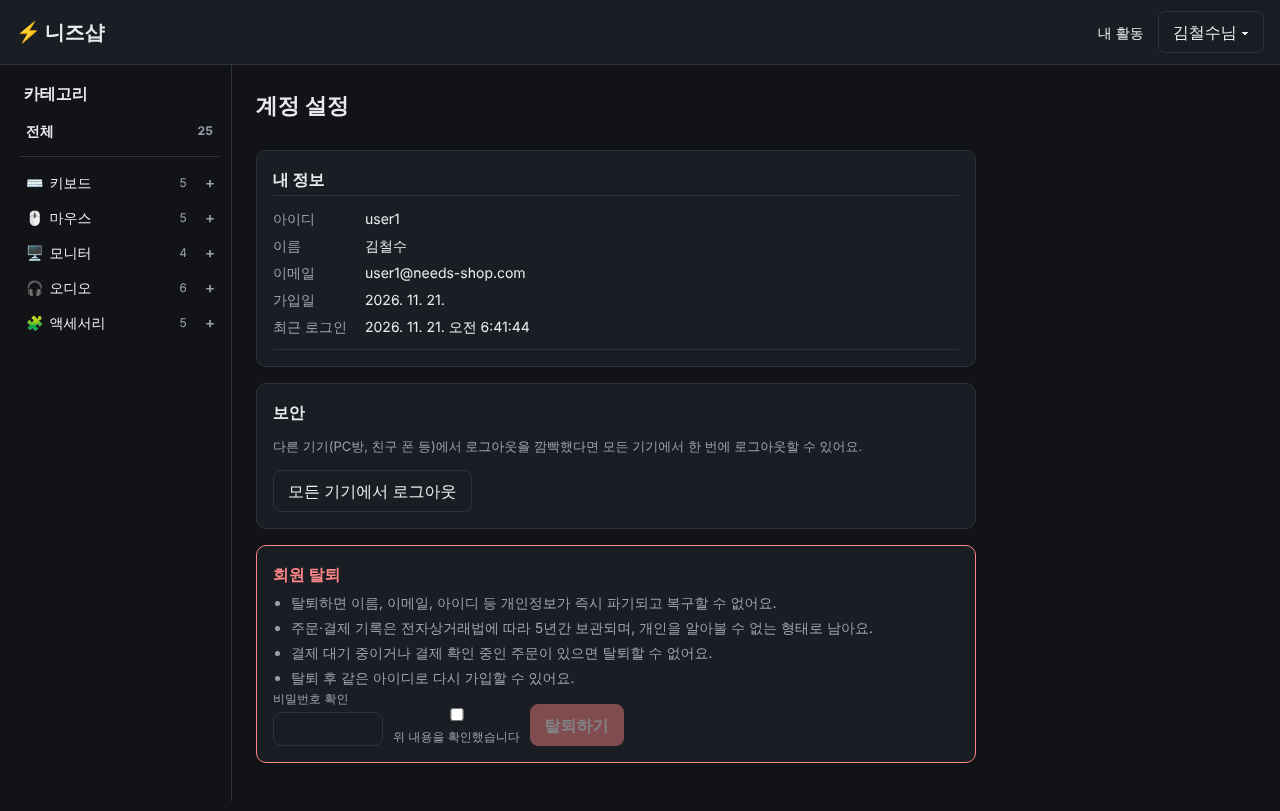 ⚡ 니즈샵
내 활동
김철수님
카테고리
전체 25
키보드 5 +
마우스 5 +
모니터 4 +
오디오 6 +
액세서리 5 +
계정 설정
내 정보
아이디 user1
이름 김철수
이메일 user1@needs-shop.com
가입일 2026. 11. 21.
최근 로그인 2026. 11. 21. 오전 6:41:44
보안
다른 기기(PC방, 친구 폰 등)에서 로그아웃을 깜빡했다면 모든 기기에서 한 번에 로그아웃할 수 있어요.
모든 기기에서 로그아웃
회원 탈퇴
• 탈퇴하면 이름, 이메일, 아이디 등 개인정보가 즉시 파기되고 복구할 수 없어요.
• 주문·결제 기록은 전자상거래법에 따라 5년간 보관되며, 개인을 알아볼 수 없는 형태로 남아요.
• 결제 대기 중이거나 결제 확인 중인 주문이 있으면 탈퇴할 수 없어요.
• 탈퇴 후 같은 아이디로 다시 가입할 수 있어요.
비밀번호 확인
위 내용을 확인했습니다
탈퇴하기